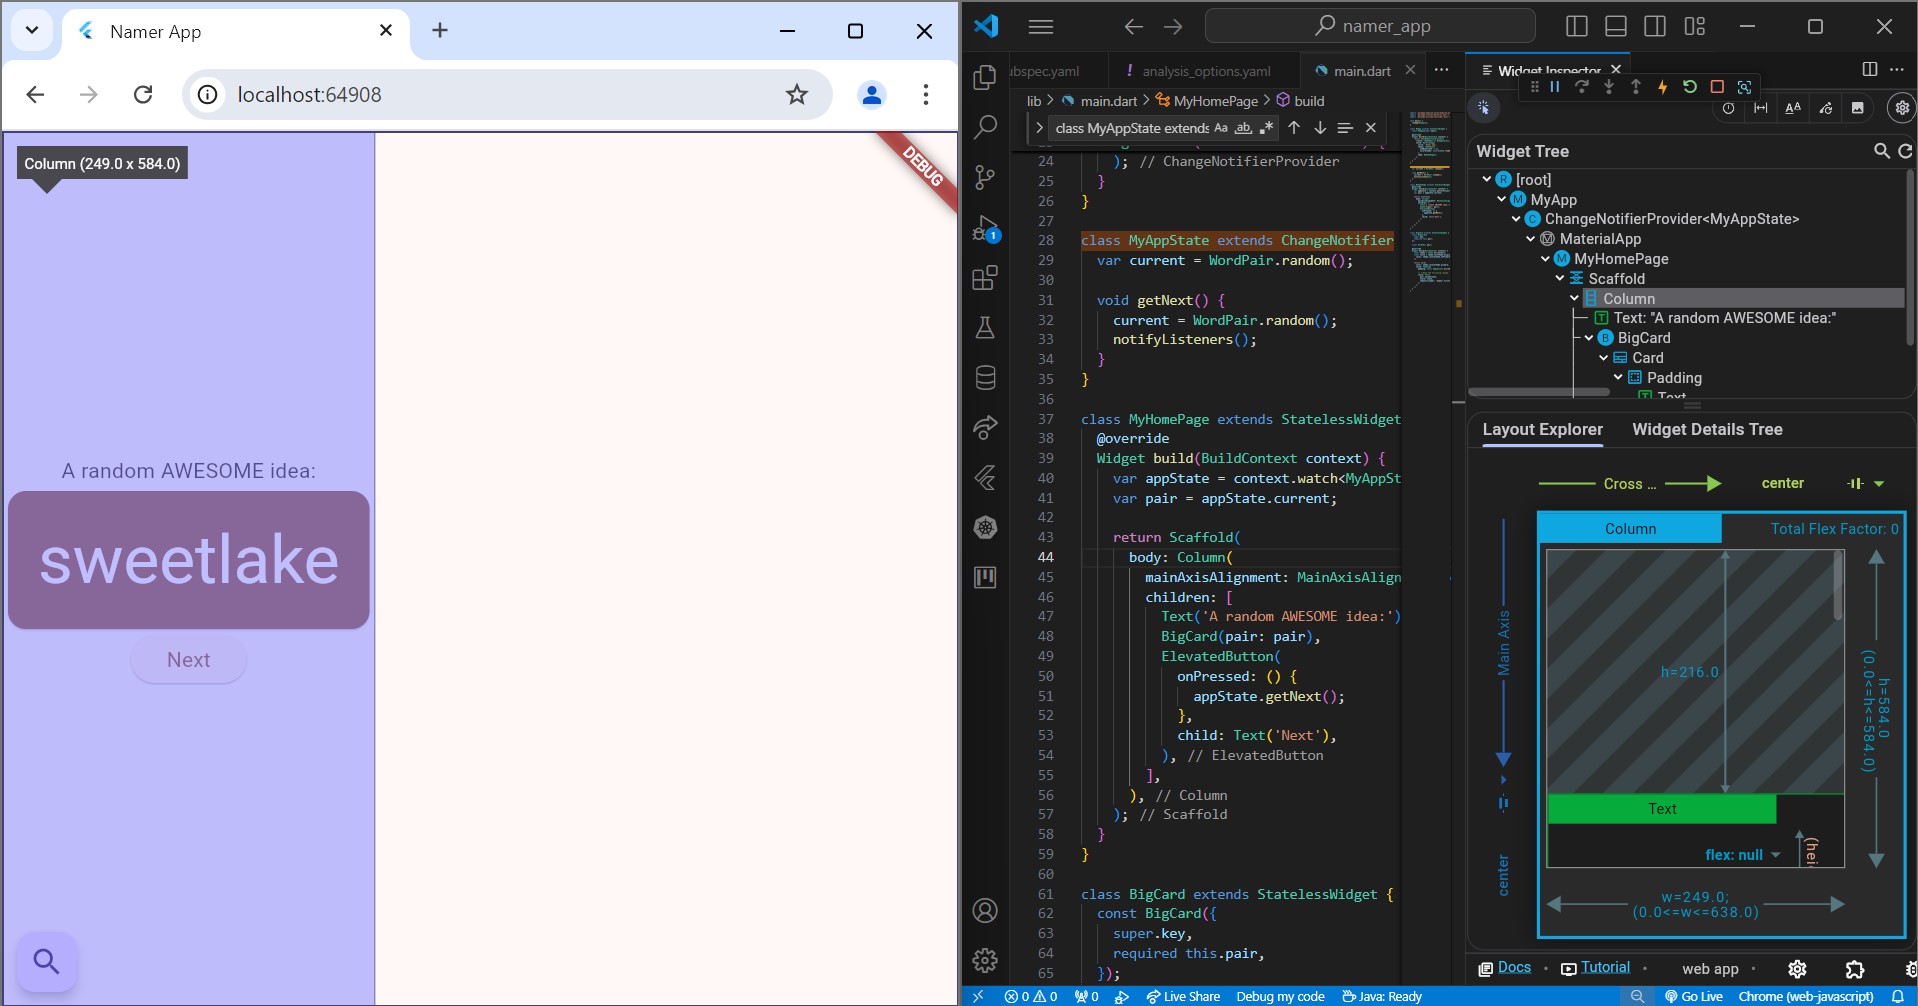 Namer App
localhost:64908
Column (249.0 x 584.0)
DEBUG
A random AWESOME idea:
sweetlake
Next
namer_app
ubspec.yaml
! analysis_options.yaml
main.dart
Widget Inspector
lib > main.dart > MyHomePage > build
class MyAppState extends Aa ab .*
24 ); // ChangeNotifierProvider
25 }
26 }
27
28 class MyAppState extends ChangeNotifier
29 var current = WordPair.random();
30
31 void getNext() {
32 current = WordPair.random();
33 notifyListeners();
34 }
35 }
36
37 class MyHomePage extends StatelessWidget
38 @override
39 Widget build(BuildContext context) {
40 var appState = context.watch<MyAppSt
41 var pair = appState.current;
42
43 return Scaffold(
44 body: Column(
45 mainAxisAlignment: MainAxisAlign
46 children: [
47 Text('A random AWESOME idea:')
48 BigCard(pair: pair),
49 ElevatedButton(
50 onPressed: () {
51 appState.getNext();
52 },
53 child: Text('Next'),
54 ), // ElevatedButton
55 ],
56 ), // Column
57 ); // Scaffold
58 }
59 }
60
61 class BigCard extends StatelessWidget {
62 const BigCard({
63 super.key,
64 required this.pair,
65 });
1
AA
Widget Tree
R [root]
M MyApp
C ChangeNotifierProvider<MyAppState>
MaterialApp
M MyHomePage
Scaffold
Column
T Text: "A random AWESOME idea:"
B BigCard
Card
Padding
Text
Layout Explorer
Widget Details Tree
Cross ...
center
Column
Total Flex Factor: 0
h=216.0
Main Axis
center
h=584.0
(0.0<=h<=584.0)
Text
flex: null
(hei
w=249.0;
(0.0<=w<=638.0)
Docs
Tutorial
web app
0 0
0
Live Share
Debug my code
Java: Ready
Go Live
Chrome (web-javascript)